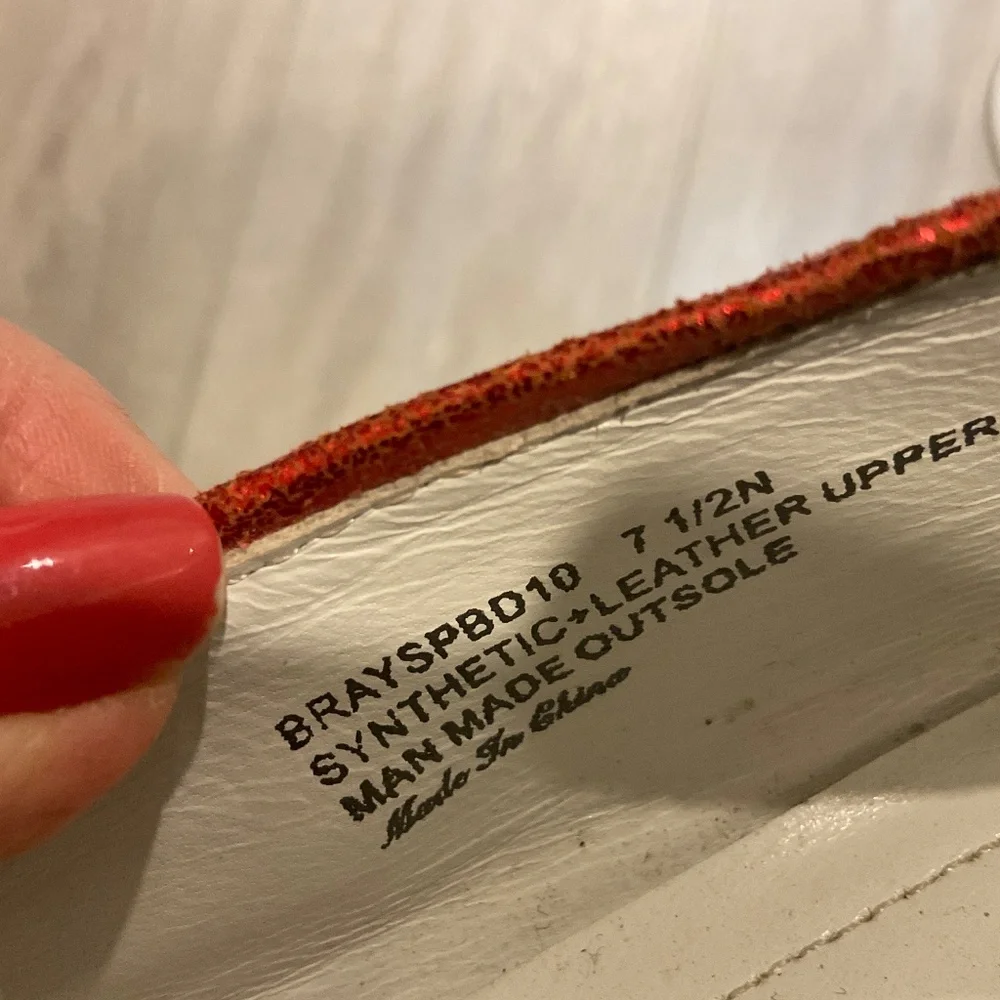 BRAYSPBD10 7 1/2N
SYNTHETIC+LEATHER UPPER
MAN MADE OUTSOLE
Made In China